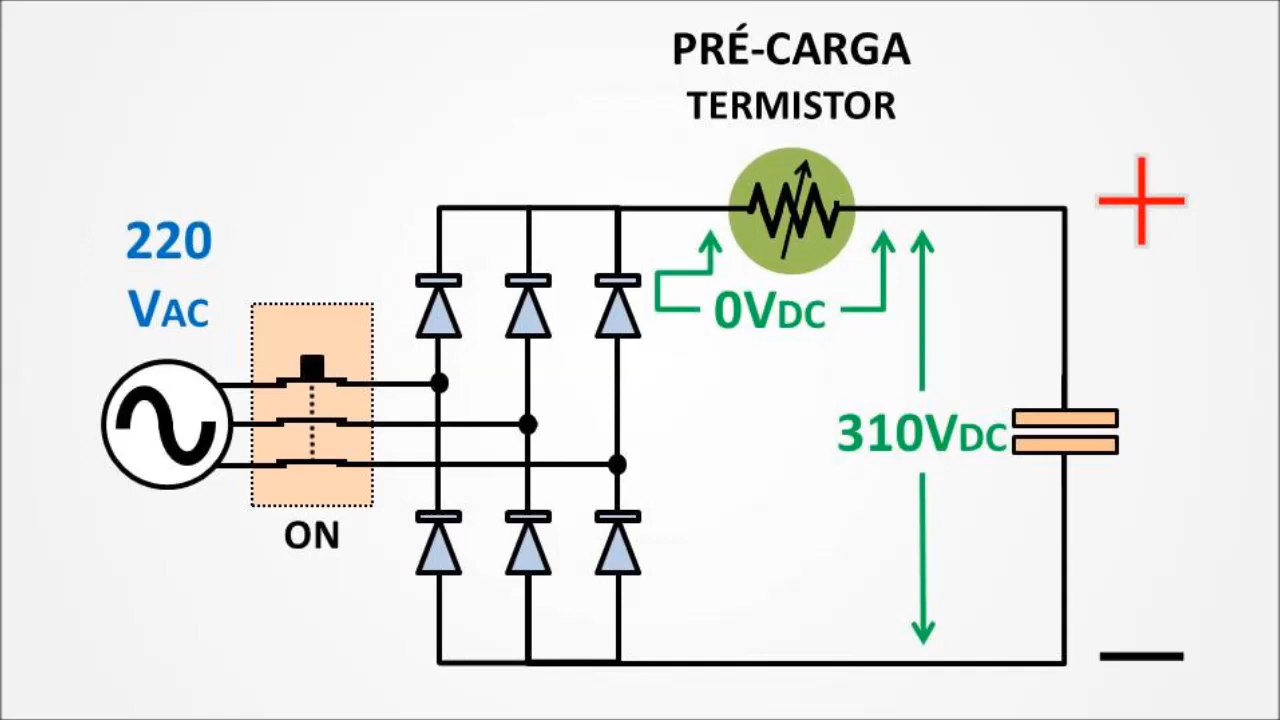 PRÉ-CARGA
TERMISTOR
220
VAC
0VDC
310VDC
ON